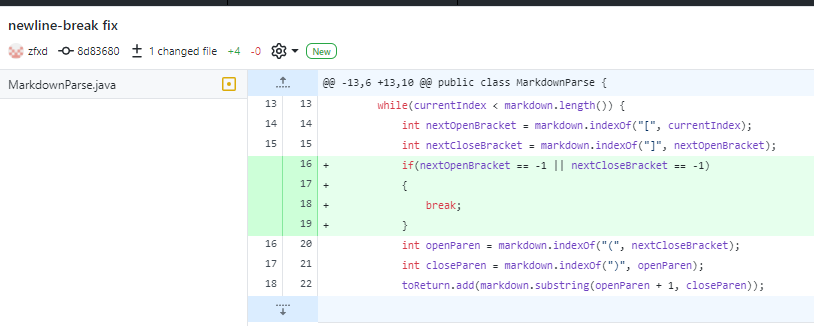 newline-break fix
zfxd 8d83680 1 changed file +4 -0 New
MarkdownParse.java
@@ -13,6 +13,10 @@ public class MarkdownParse {
13 13 while(currentIndex < markdown.length()) {
14 14 int nextOpenBracket = markdown.indexOf("[", currentIndex);
15 15 int nextCloseBracket = markdown.indexOf("]", nextOpenBracket);
16 + if(nextOpenBracket == -1 || nextCloseBracket == -1)
17 + {
18 + break;
19 + }
16 20 int openParen = markdown.indexOf("(", nextCloseBracket);
17 21 int closeParen = markdown.indexOf(")", openParen);
18 22 toReturn.add(markdown.substring(openParen + 1, closeParen));